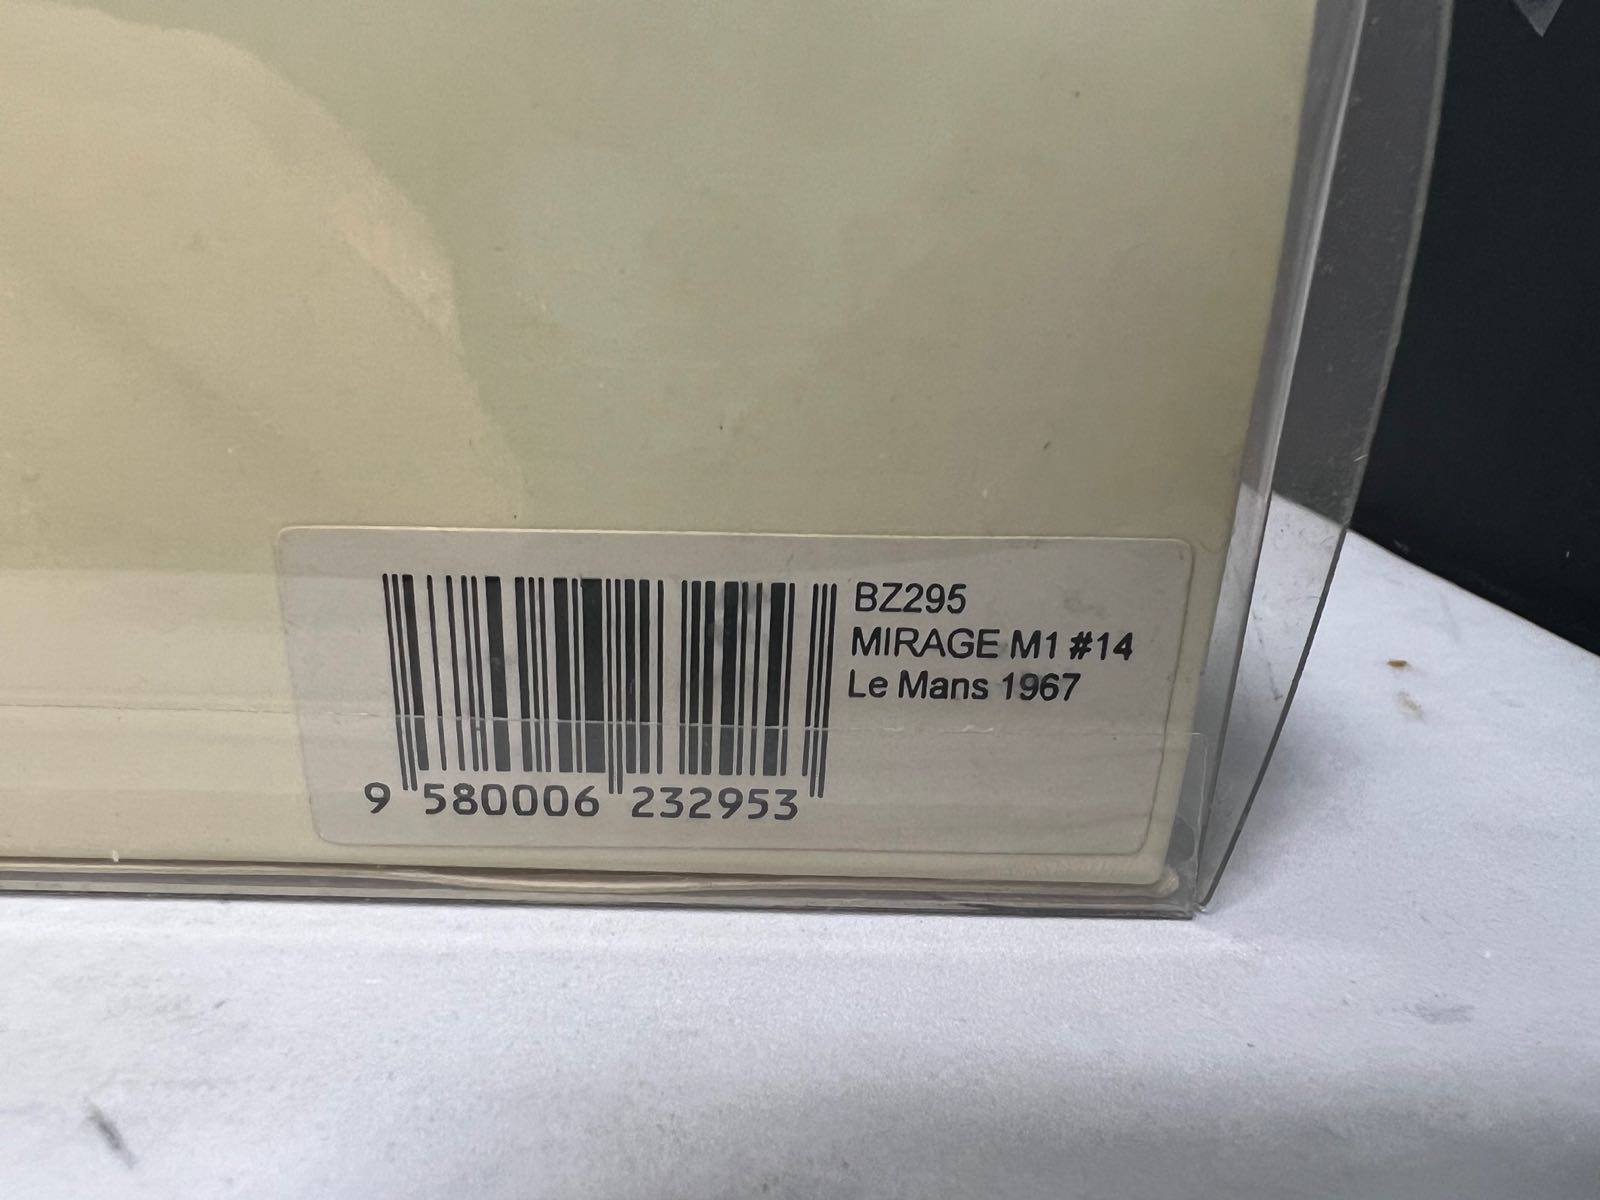 BZ295
MIRAGE M1 #14
Le Mans 1967
9 580006 232953